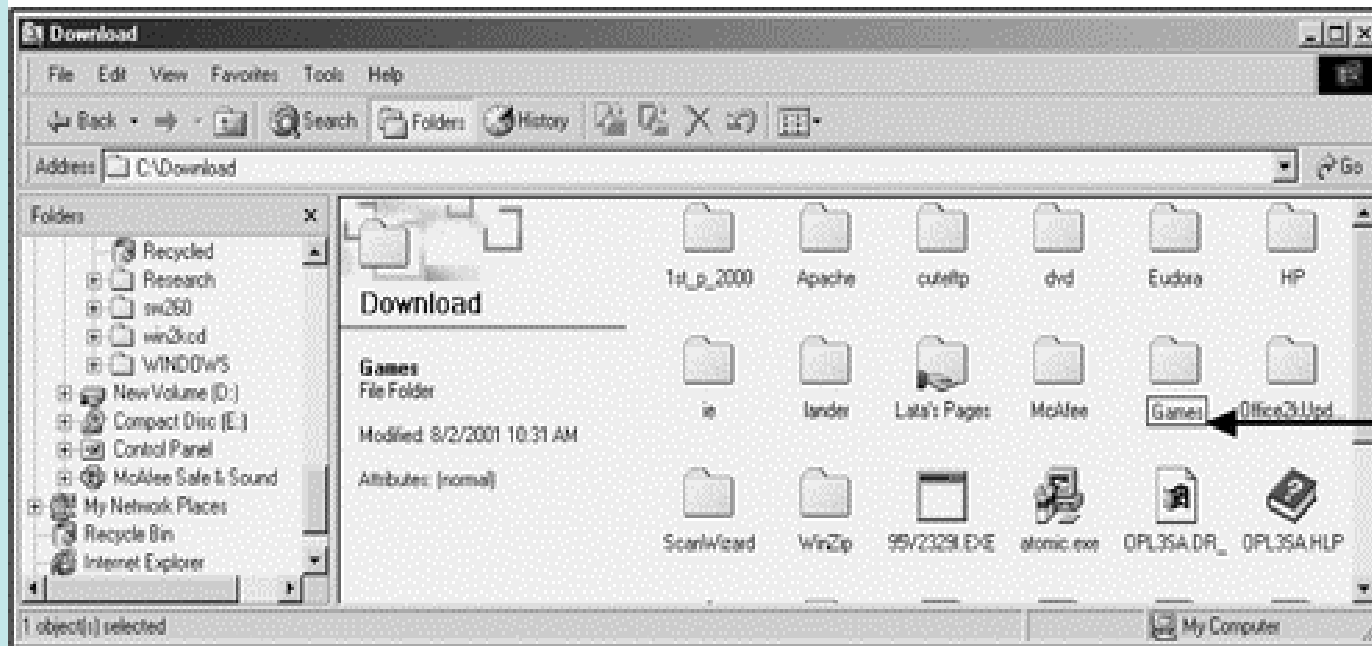 Download
File Edit View Favorites Tools Help
Back Search Folders History
Address C:\Download Go
Folders x
Recycled
Research
sw260
win2kcd
WINDOWS
New Volume (D:)
Compact Disc (E:)
Control Panel
McAfee Safe & Sound
My Network Places
Recycle Bin
Internet Explorer
Download
Games
File Folder
Modified: 8/2/2001 10:31 AM
Attributes: (normal)
1st_p_2000 Apache cuteftp dvd Eudora HP
ie lander Lata's Pages McAfee Games Office2kUpd...
ScanWizard WinZip atomic.exe OPL3SA.DR_ OPL3SA.HLP
1 object(s) selected My Computer